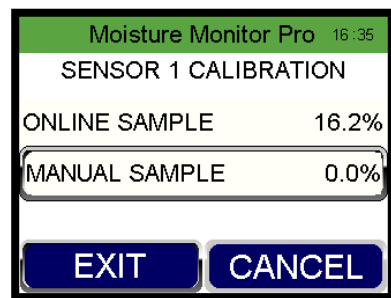 Moisture Monitor Pro 16:35
SENSOR 1 CALIBRATION
ONLINE SAMPLE 16.2%
MANUAL SAMPLE 0.0%
EXIT CANCEL